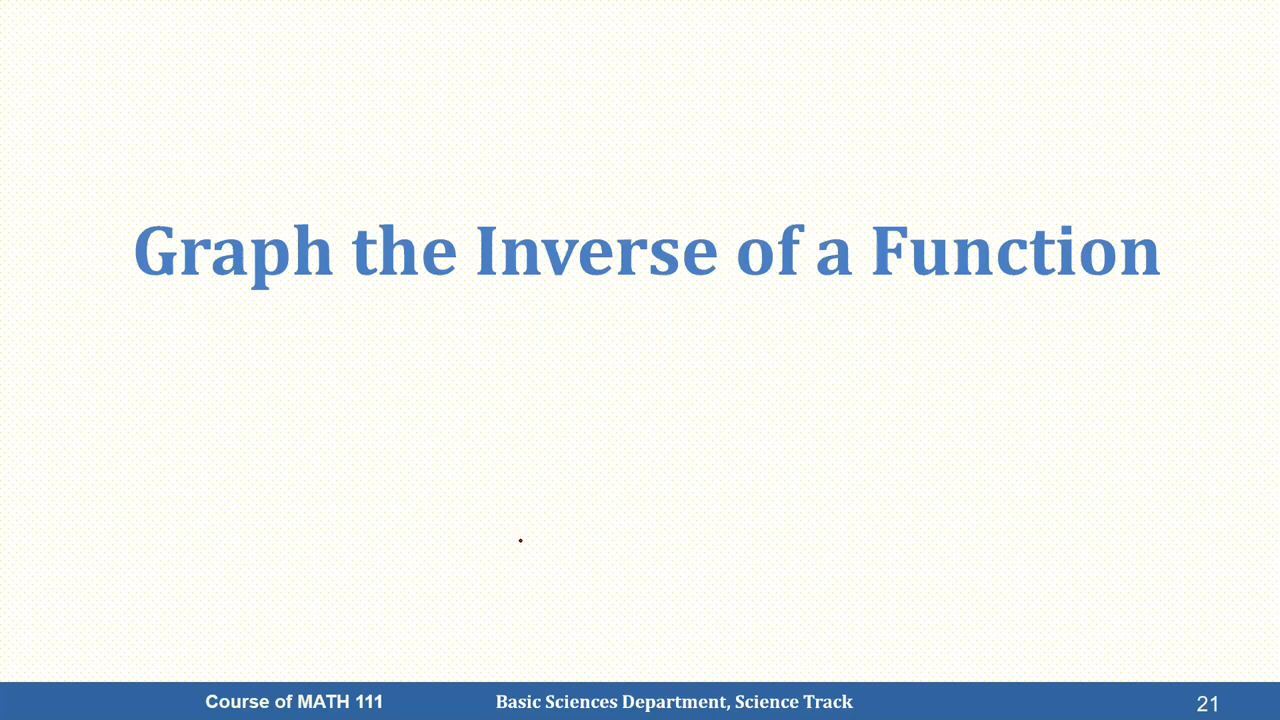 Graph the Inverse of a Function
Course of MATH 111 Basic Sciences Department, Science Track 21